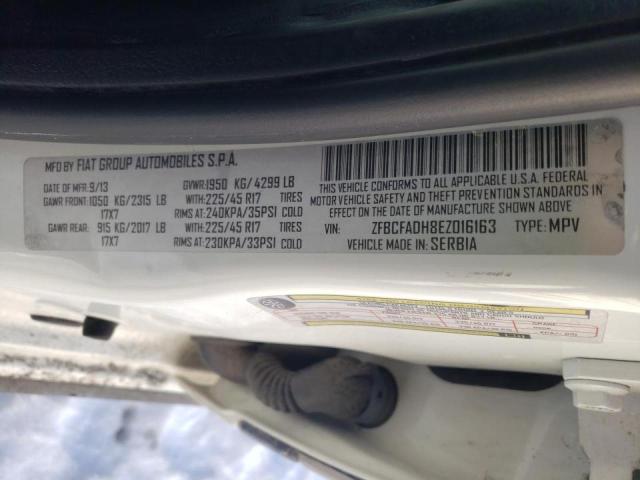 MFD BY FIAT GROUP AUTOMOBILES S.P.A.
DATE OF MFR 9/13 GVWR:1950 KG/4299 LB
GAWR FRONT:1050 KG/2315 LB WITH:225/45 R17 TIRES
17X7 RIMS AT:240KPA/35PSI COLD
GAWR REAR: 915 KG/2017 LB WITH:225/45 R17 TIRES
17X7 RIMS AT:230KPA/33PSI COLD
THIS VEHICLE CONFORMS TO ALL APPLICABLE U.S.A. FEDERAL
MOTOR VEHICLE SAFETY AND THEFT PREVENTION STANDARDS IN
EFFECT ON THE DATE OF MANUFACTURE SHOWN ABOVE.
VIN: ZFBCFADH8EZ016163 TYPE: MPV
VEHICLE MADE IN: SERBIA